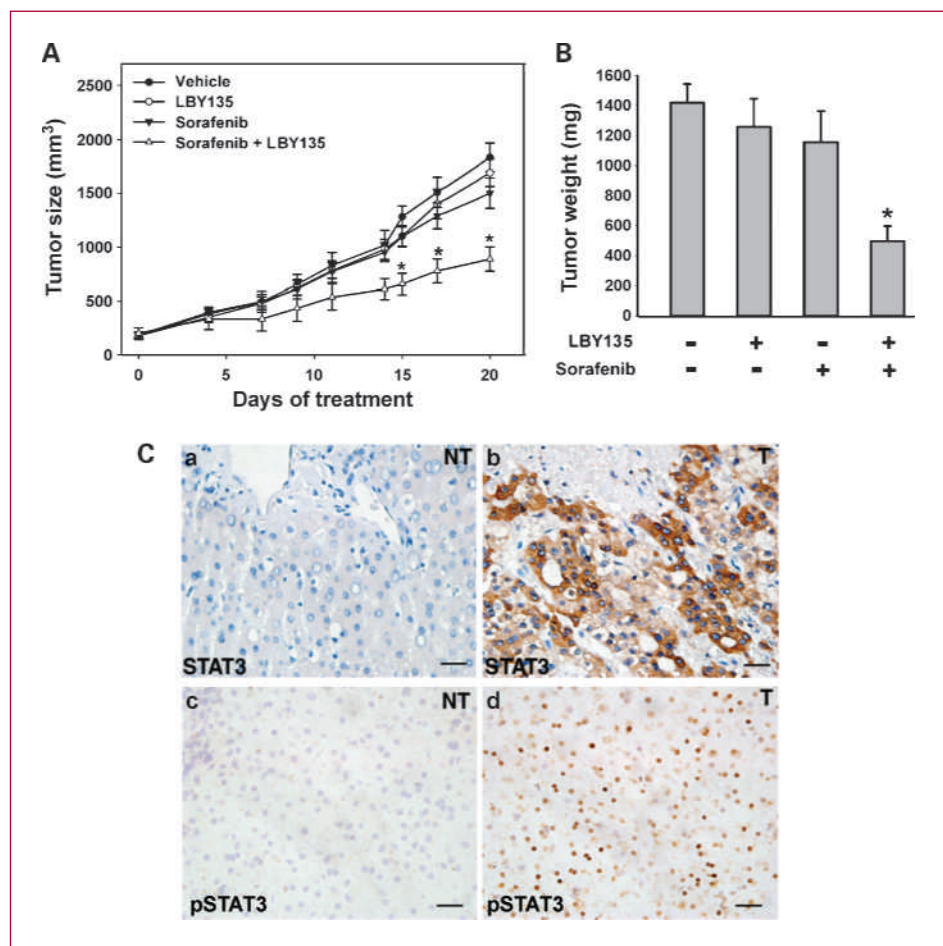 A
Vehicle
LBY135
Sorafenib
Sorafenib + LBY135
2500
2000
1500
1000
500
0
Tumor size (mm³)
* * *
0 5 10 15 20
Days of treatment
B
1600
1400
1200
1000
800
600
400
200
0
Tumor weight (mg)
*
LBY135 - + - +
Sorafenib - - + +
C
a NT
STAT3
b T
STAT3
c NT
pSTAT3
d T
pSTAT3